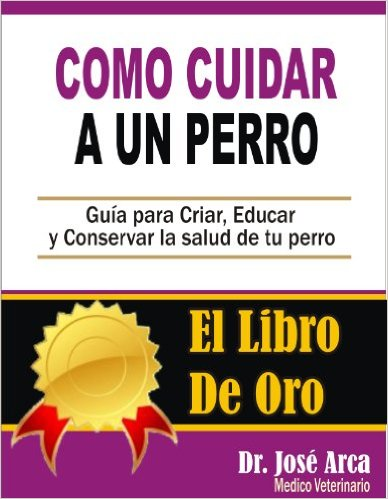 COMO CUIDAR
A UN PERRO
Guía para Criar, Educar
y Conservar la salud de tu perro
El Libro
De Oro
Dr. José Arca
Medico Veterinario